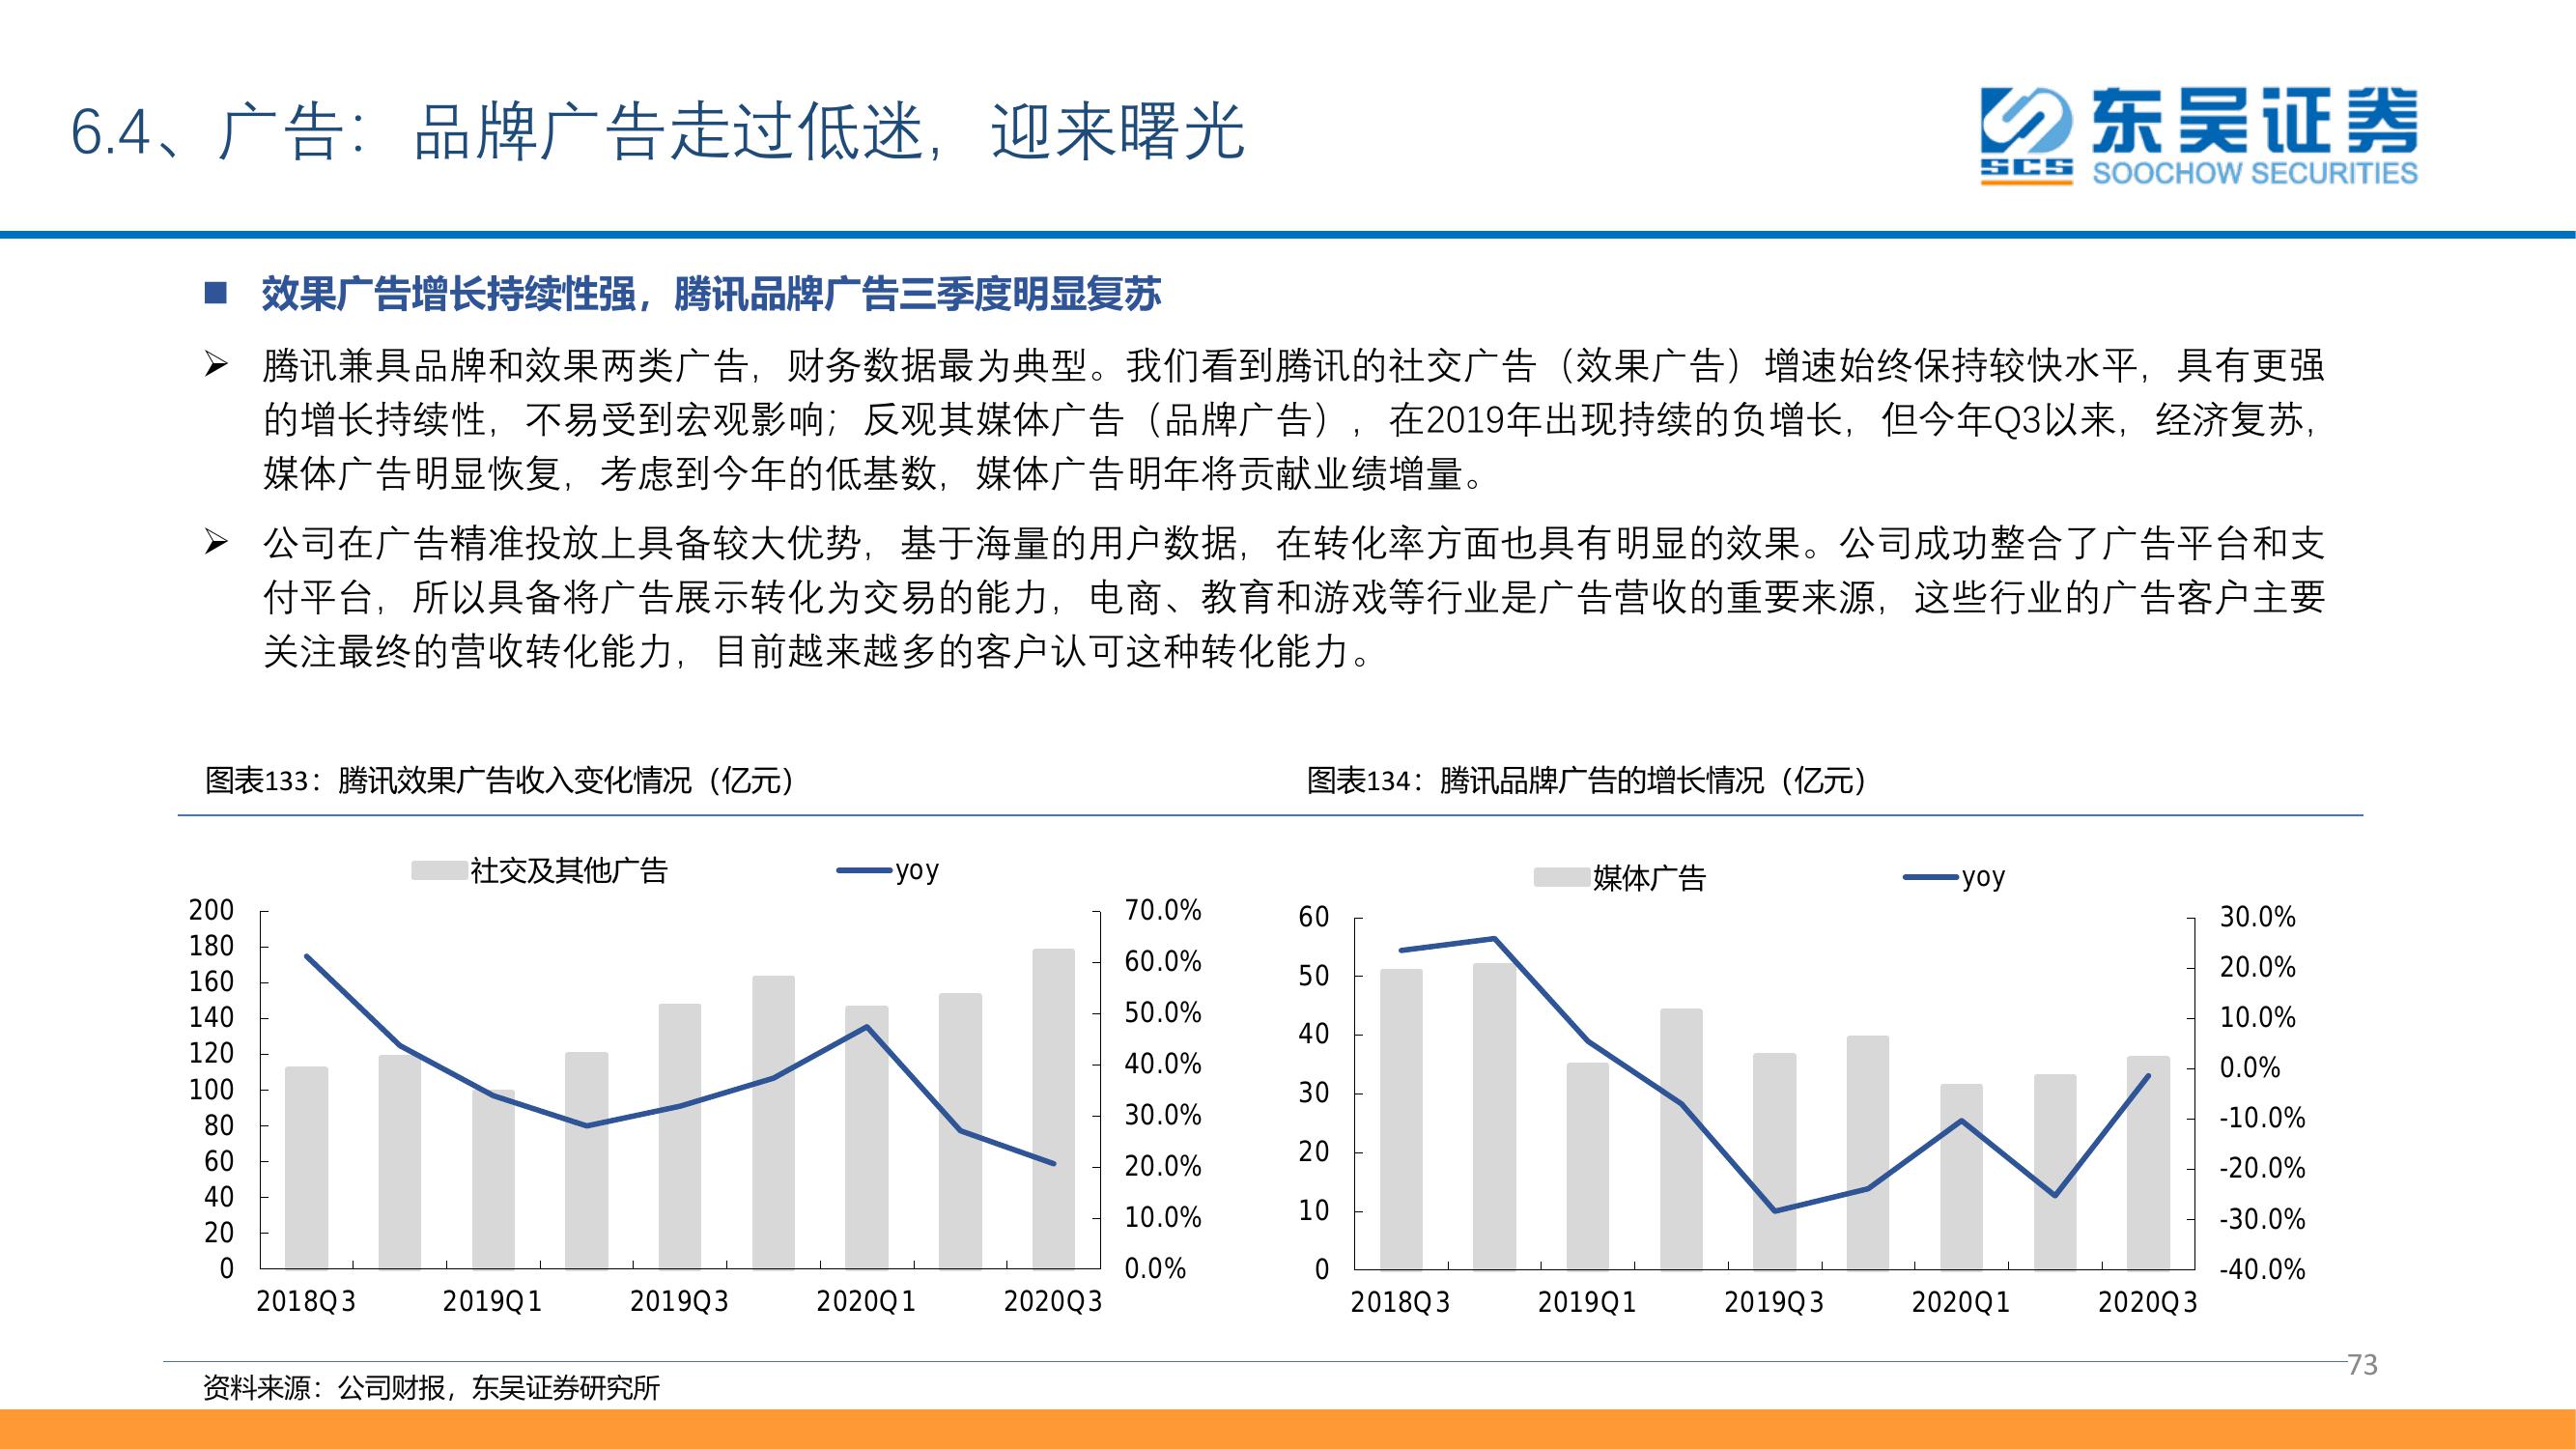 6.4、广告：品牌广告走过低迷，迎来曙光
SCS
东吴证券
SOOCHOW SECURITIES
■ 效果广告增长持续性强，腾讯品牌广告三季度明显复苏
➢ 腾讯兼具品牌和效果两类广告，财务数据最为典型。我们看到腾讯的社交广告（效果广告）增速始终保持较快水平，具有更强
的增长持续性，不易受到宏观影响；反观其媒体广告（品牌广告），在2019年出现持续的负增长，但今年Q3以来，经济复苏，
媒体广告明显恢复，考虑到今年的低基数，媒体广告明年将贡献业绩增量。
➢ 公司在广告精准投放上具备较大优势，基于海量的用户数据，在转化率方面也具有明显的效果。公司成功整合了广告平台和支
付平台，所以具备将广告展示转化为交易的能力，电商、教育和游戏等行业是广告营收的重要来源，这些行业的广告客户主要
关注最终的营收转化能力，目前越来越多的客户认可这种转化能力。
图表133：腾讯效果广告收入变化情况（亿元）
社交及其他广告 yoy
200
180
160
140
120
100
80
60
40
20
0
70.0%
60.0%
50.0%
40.0%
30.0%
20.0%
10.0%
0.0%
2018Q3 2019Q1 2019Q3 2020Q1 2020Q3
图表134：腾讯品牌广告的增长情况（亿元）
媒体广告 yoy
60
50
40
30
20
10
0
30.0%
20.0%
10.0%
0.0%
-10.0%
-20.0%
-30.0%
-40.0%
2018Q3 2019Q1 2019Q3 2020Q1 2020Q3
73
资料来源：公司财报，东吴证券研究所